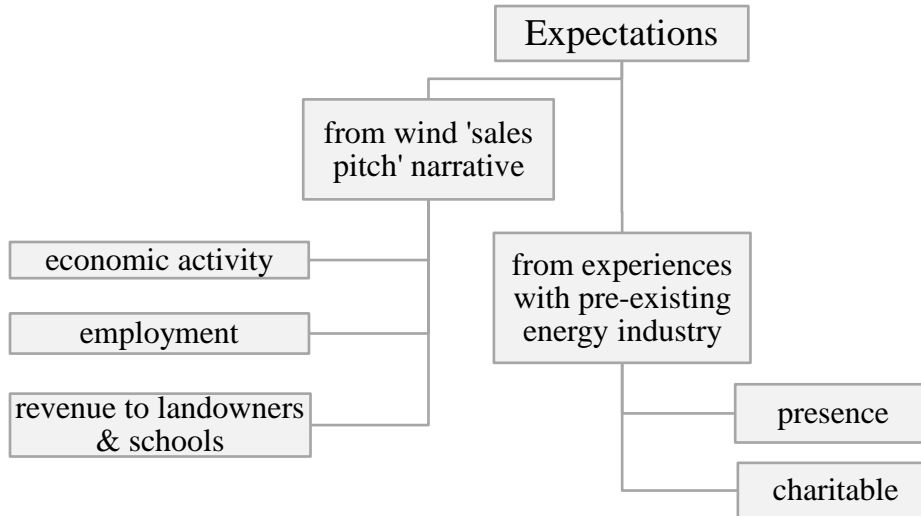 Expectations
from wind 'sales
pitch' narrative
economic activity
employment
revenue to landowners
& schools
from experiences
with pre-existing
energy industry
presence
charitable